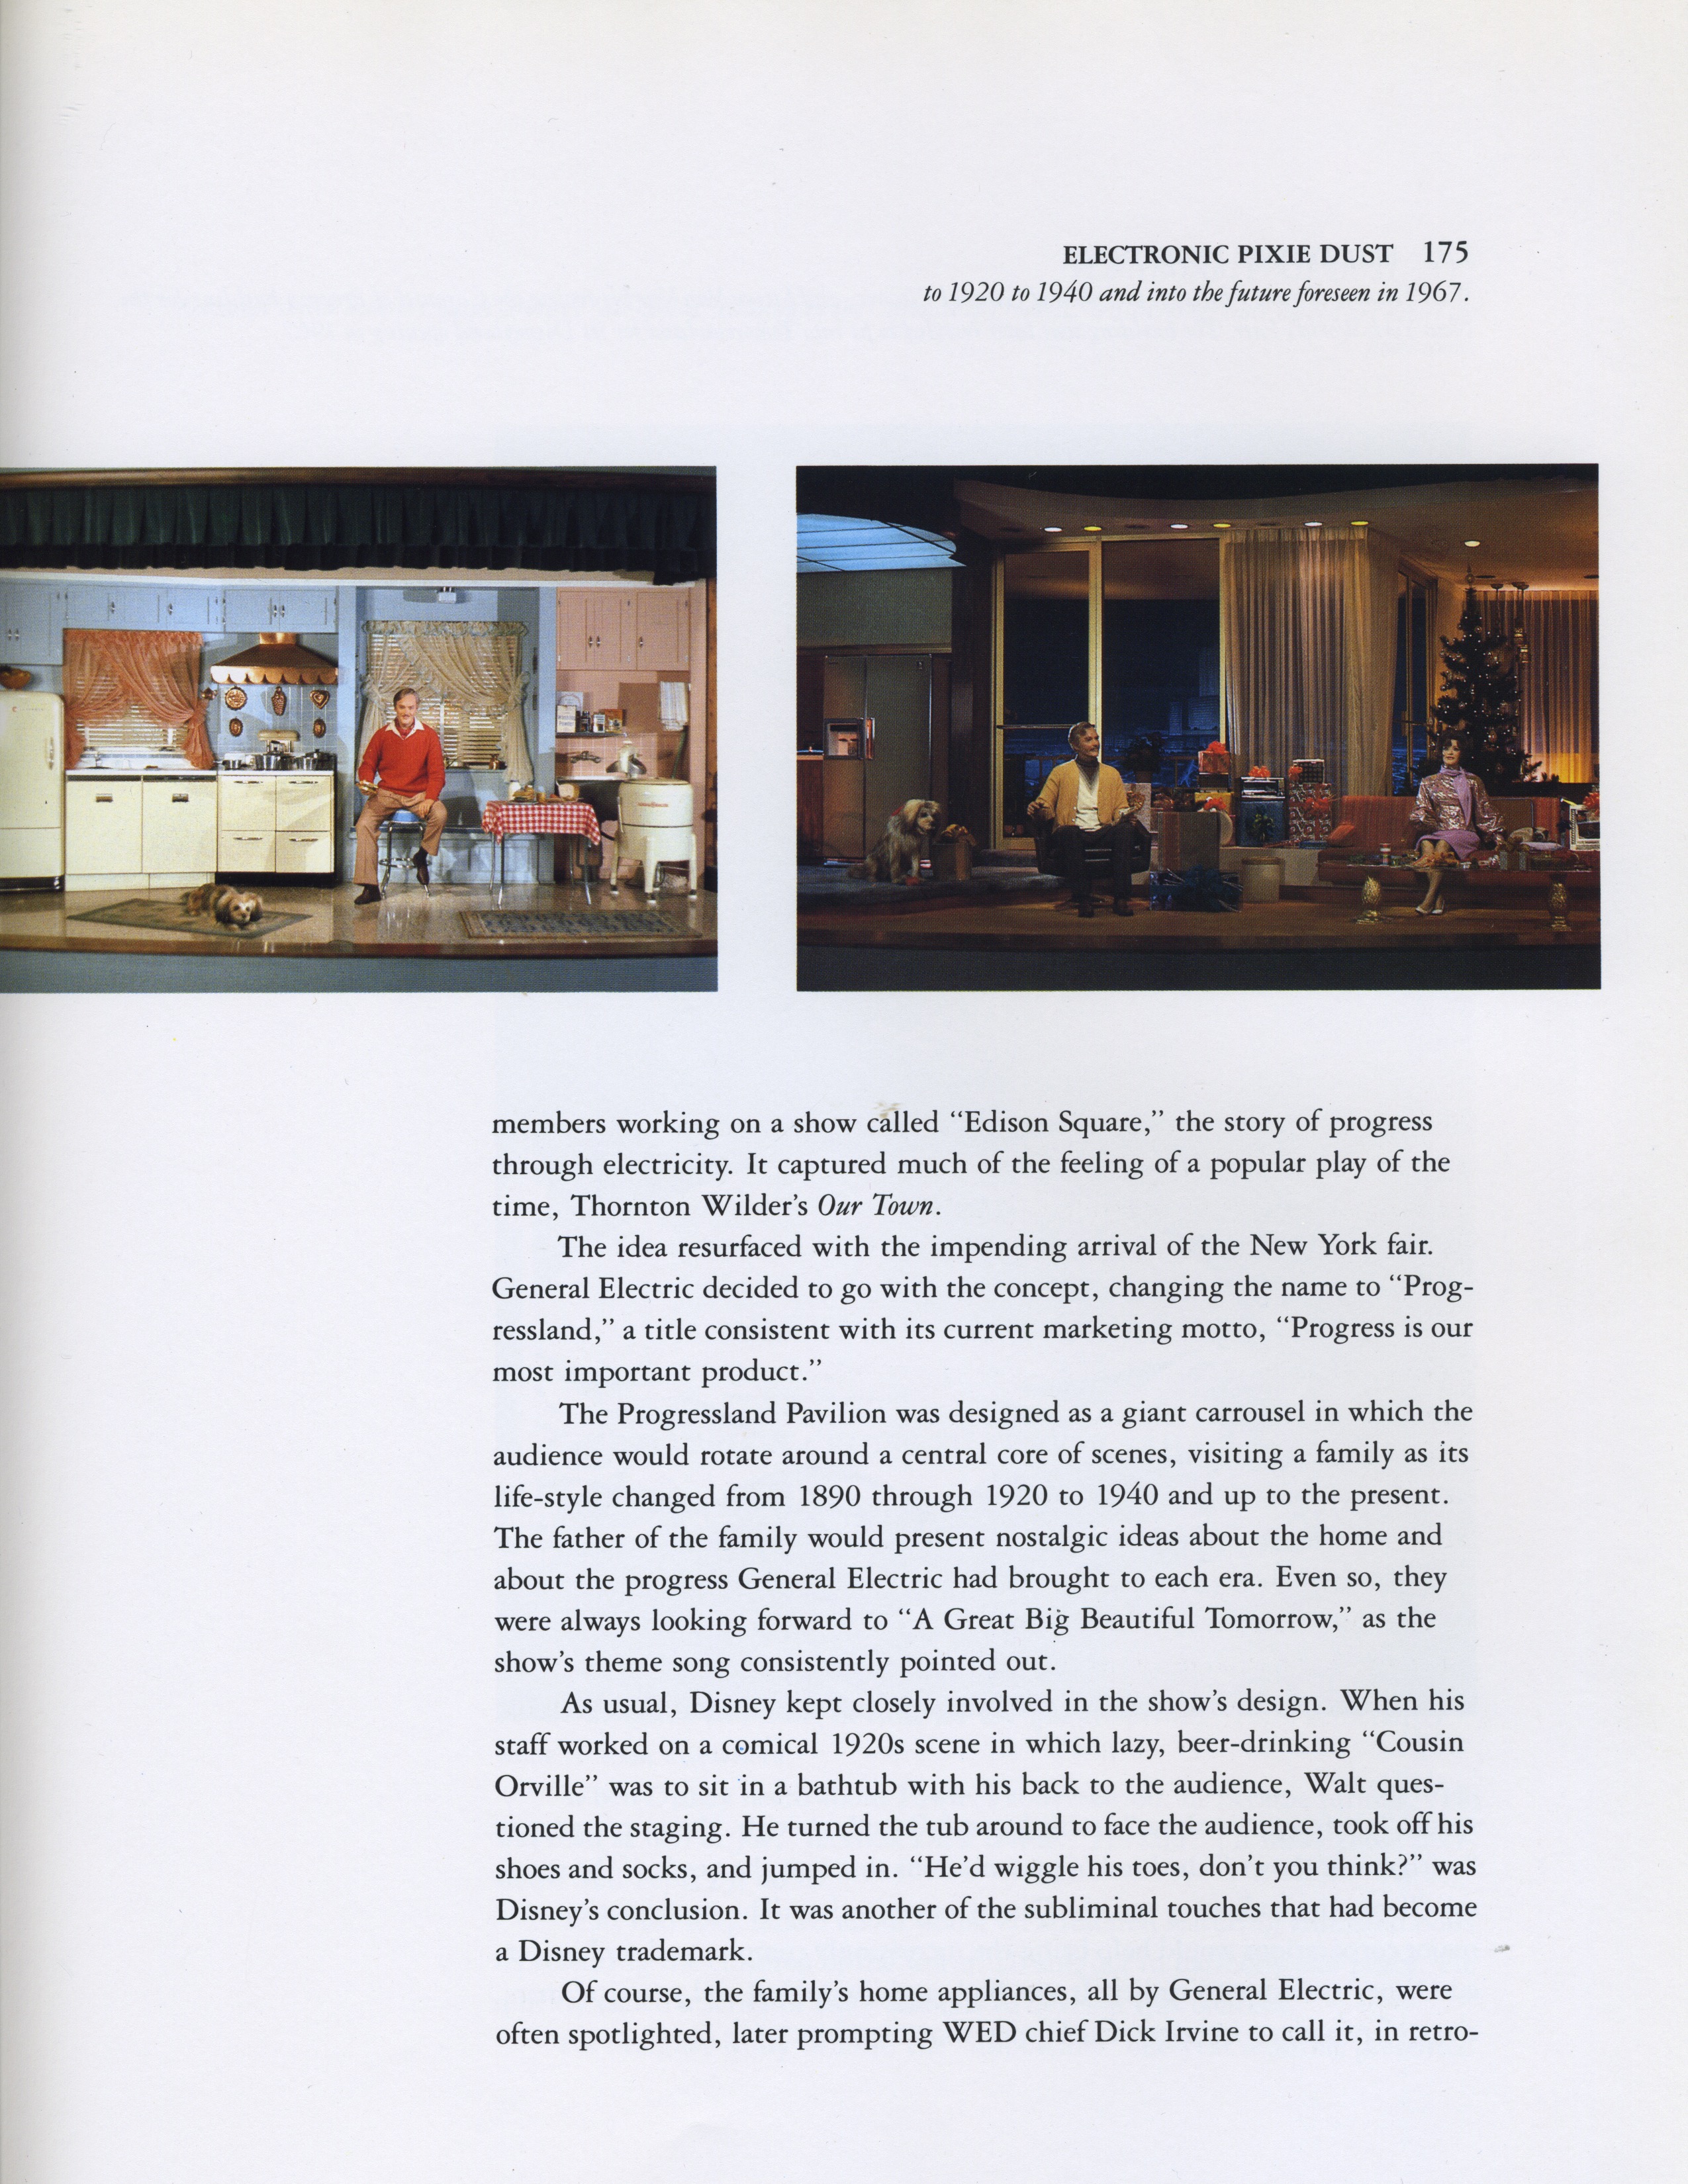 ELECTRONIC PIXIE DUST 175
to 1920 to 1940 and into the future foreseen in 1967.
members working on a show called “Edison Square,” the story of progress
through electricity. It captured much of the feeling of a popular play of the
time, Thornton Wilder’s Our Town.
The idea resurfaced with the impending arrival of the New York fair.
General Electric decided to go with the concept, changing the name to “Prog-
ressland,” a title consistent with its current marketing motto, “Progress is our
most important product.”
The Progressland Pavilion was designed as a giant carrousel in which the
audience would rotate around a central core of scenes, visiting a family as its
life-style changed from 1890 through 1920 to 1940 and up to the present.
The father of the family would present nostalgic ideas about the home and
about the progress General Electric had brought to each era. Even so, they
were always looking forward to “A Great Big Beautiful Tomorrow,” as the
show’s theme song consistently pointed out.
As usual, Disney kept closely involved in the show’s design. When his
staff worked on a comical 1920s scene in which lazy, beer-drinking “Cousin
Orville” was to sit in a bathtub with his back to the audience, Walt ques-
tioned the staging. He turned the tub around to face the audience, took off his
shoes and socks, and jumped in. “He’d wiggle his toes, don’t you think?” was
Disney’s conclusion. It was another of the subliminal touches that had become
a Disney trademark.
Of course, the family’s home appliances, all by General Electric, were
often spotlighted, later prompting WED chief Dick Irvine to call it, in retro-